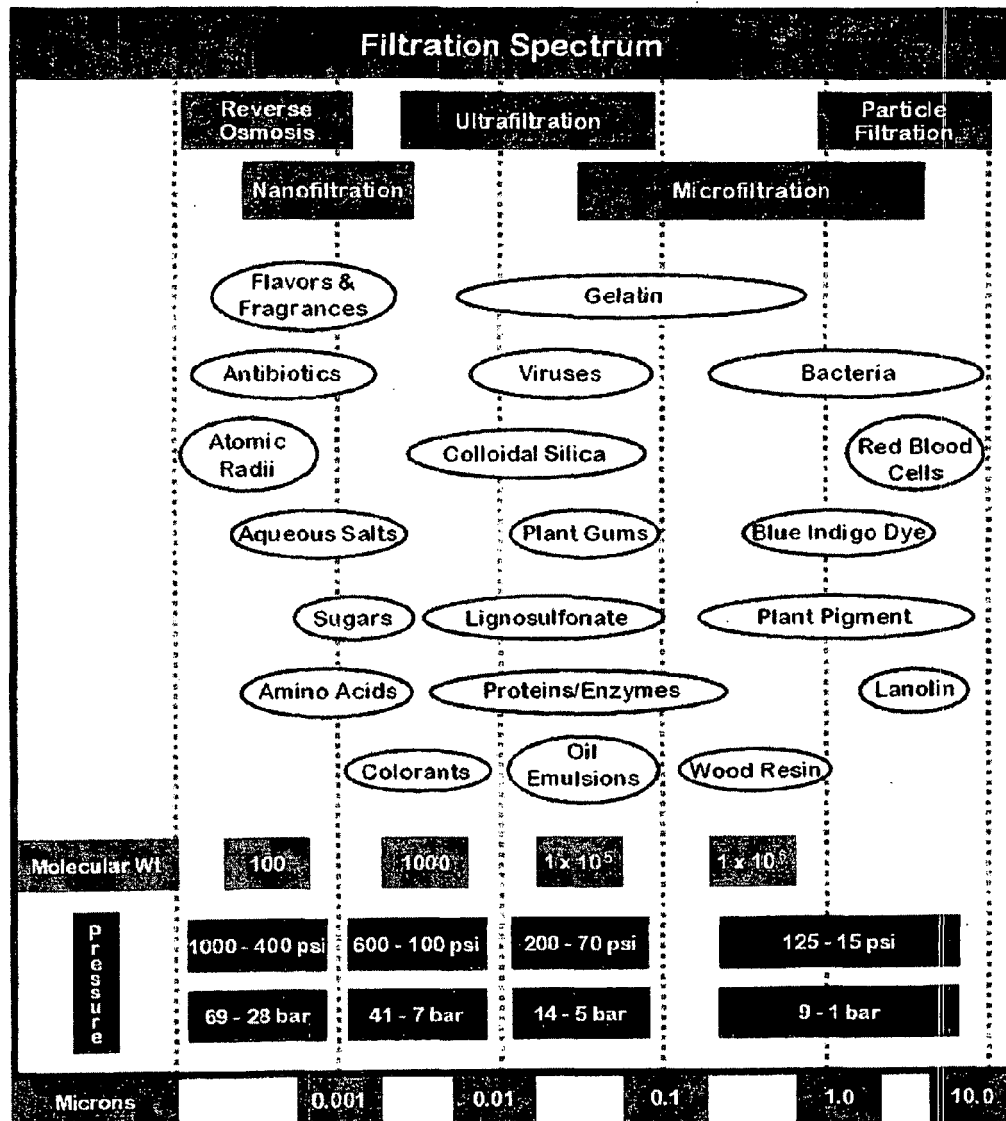 Filtration Spectrum
Reverse
Osmosis
Ultrafiltration
Particle
Filtration
Nanofiltration
Microfiltration
Flavors &
Fragrances
Gelatin
Antibiotics
Viruses
Bacteria
Atomic
Radii
Colloidal Silica
Red Blood
Cells
Aqueous Salts
Plant Gums
Blue Indigo Dye
Sugars
Lignosulfonate
Plant Pigment
Amino Acids
Proteins/Enzymes
Lanolin
Colorants
Oil
Emulsions
Wood Resin
Molecular Wt
100
1000
1 x 10⁵
1 x 10⁶
Pressure
1000 - 400 psi
600 - 100 psi
200 - 70 psi
125 - 15 psi
69 - 28 bar
41 - 7 bar
14 - 5 bar
9 - 1 bar
Microns
0.001
0.01
0.1
1.0
10.0